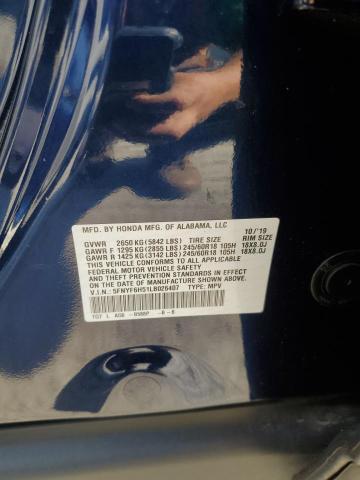 MFD. BY HONDA MFG. OF ALABAMA, LLC 10/'19
GVWR 2650 KG (5842 LBS) TIRE SIZE RIM SIZE
GAWR F 1295 KG (2855 LBS) 245/60R18 105H 18X8.0J
GAWR R 1425 KG (3142 LBS) 245/60R18 105H 18X8.0J
THIS VEHICLE CONFORMS TO ALL APPLICABLE
FEDERAL MOTOR VEHICLE SAFETY, BUMPER,
AND THEFT PREVENTION STANDARDS IN EFFECT
ON THE DATE OF MANUFACTURE SHOWN ABOVE.
V.I.N.: 5FNYF6H51LB026407 TYPE: MPV